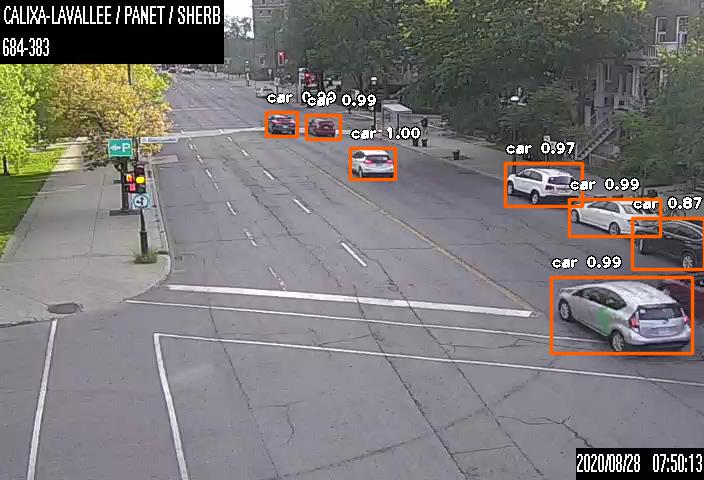 CALIXA-LAVALLEE / PANET / SHERB
684-383
car 0.99
car 1.00
car 0.97
car 0.99
car 0.87
car 0.99
P
2020/08/28 07:50:13